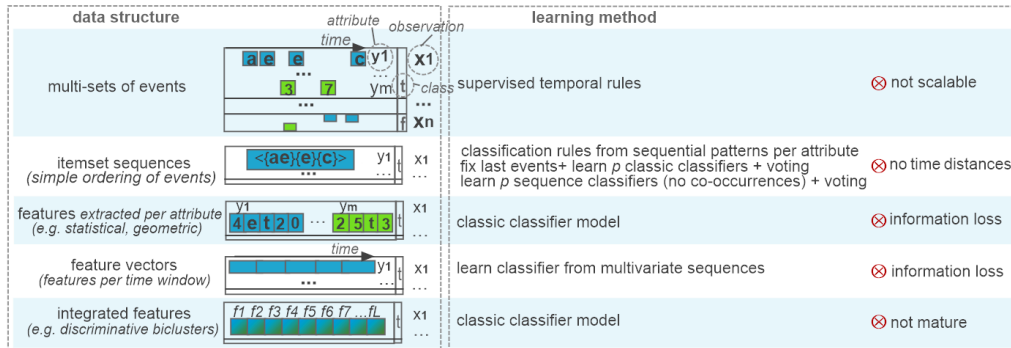 data structure
learning method
attribute
observation
time
a e e c y1 x1
...
...
multi-sets of events
3 7 ym t class
supervised temporal rules
⊗ not scalable
...
...
f xn
itemset sequences
(simple ordering of events)
<{ae}{e}{c}> y1 t x1
...
...
classification rules from sequential patterns per attribute
fix last events+ learn p classic classifiers + voting
learn p sequence classifiers (no co-occurrences) + voting
⊗ no time distances
features extracted per attribute
(e.g. statistical, geometric)
y1 ym x1
4 e t 2 0 ... 2 5 t 3 t
...
classic classifier model
⊗ information loss
time
feature vectors
(features per time window)
y1 t x1
...
...
learn classifier from multivariate sequences
⊗ information loss
integrated features
(e.g. discriminative biclusters)
f1 f2 f3 f4 f5 f6 f7 ...fL t x1
...
classic classifier model
⊗ not mature